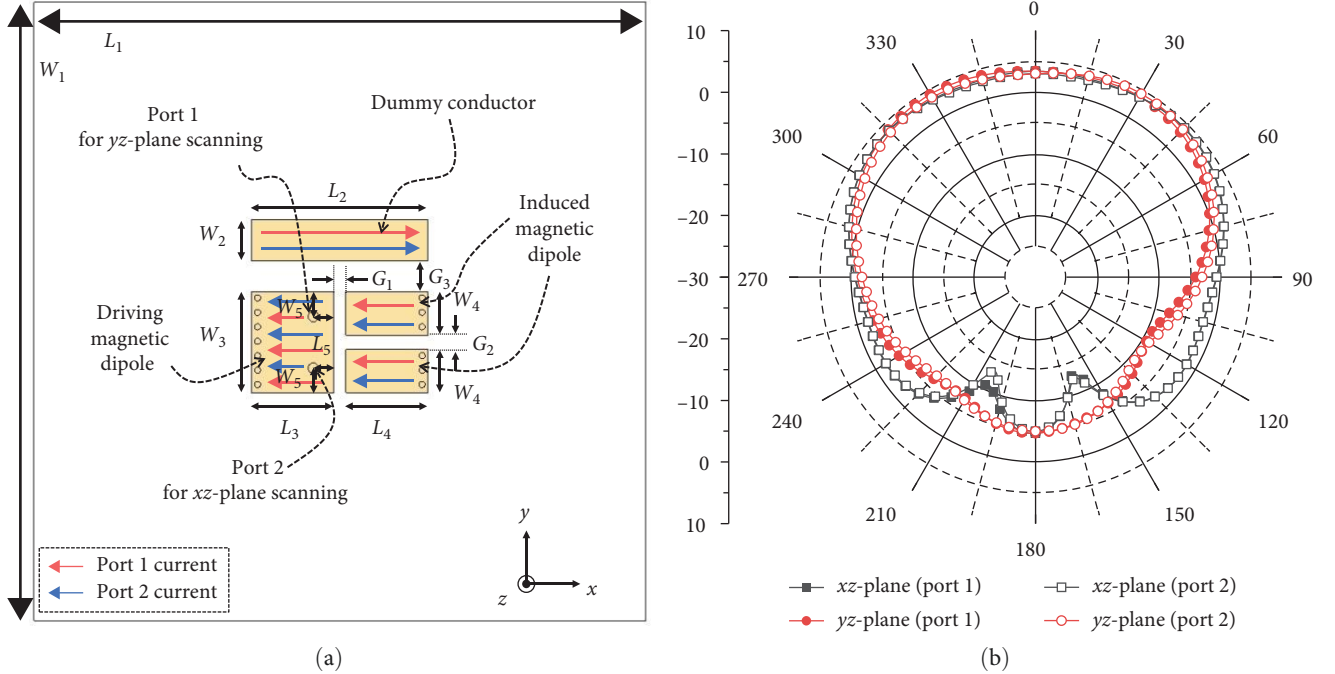 L1
W1
Port 1
for yz-plane scanning
Dummy conductor
L2
Induced
magnetic
dipole
W2
G1
G3
W4
Driving
magnetic
dipole
W3
W5
L5
G2
W5
W4
L3
L4
Port 2
for xz-plane scanning
Port 1 current
Port 2 current
y
z
x
(a)
10
0
−10
−20
−30
−20
−10
0
10
0
30
60
90
120
150
180
210
240
270
300
330
xz-plane (port 1)
xz-plane (port 2)
yz-plane (port 1)
yz-plane (port 2)
(b)